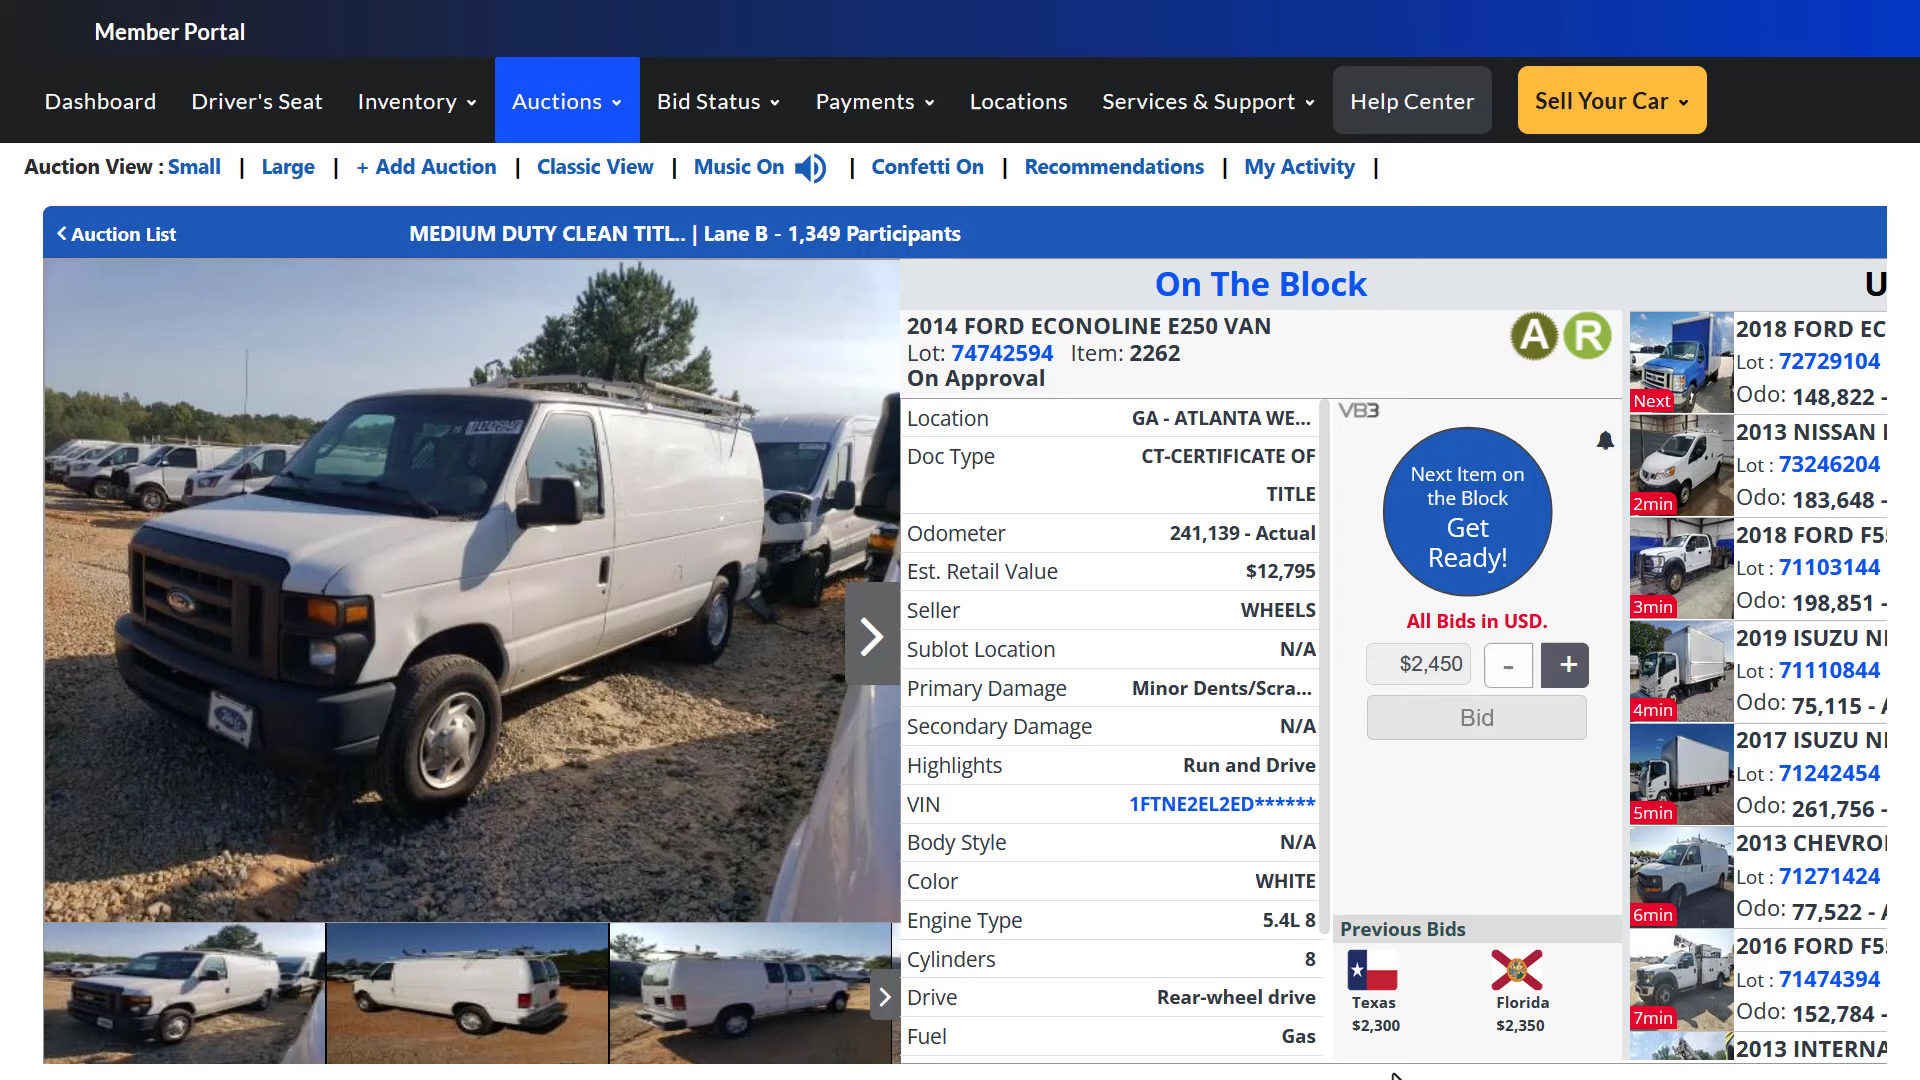 Member Portal
Dashboard
Driver's Seat
Inventory
Auctions
Bid Status
Payments
Locations
Services & Support
Help Center
Sell Your Car
Auction View : Small | Large | + Add Auction | Classic View | Music On | Confetti On | Recommendations | My Activity |
Auction List
MEDIUM DUTY CLEAN TITL.. | Lane B - 1,349 Participants
On The Block
2014 FORD ECONOLINE E250 VAN
Lot: 74742594 Item: 2262
On Approval
A R
Location GA - ATLANTA WE...
Doc Type CT-CERTIFICATE OF
TITLE
Odometer 241,139 - Actual
Est. Retail Value $12,795
Seller WHEELS
Sublot Location N/A
Primary Damage Minor Dents/Scra...
Secondary Damage N/A
Highlights Run and Drive
VIN 1FTNE2EL2ED******
Body Style N/A
Color WHITE
Engine Type 5.4L 8
Cylinders 8
Drive Rear-wheel drive
Fuel Gas
VB3
Next Item on
the Block
Get
Ready!
All Bids in USD.
$2,450 - +
Bid
Previous Bids
Texas
$2,300
Florida
$2,350
U
2018 FORD EC
Lot : 72729104
Odo: 148,822 -
Next
2013 NISSAN
Lot : 73246204
Odo: 183,648 -
2min
2018 FORD F5
Lot : 71103144
Odo: 198,851 -
3min
2019 ISUZU
Lot : 71110844
Odo: 75,115 - A
4min
2017 ISUZU
Lot : 71242454
Odo: 261,756 -
5min
2013 CHEVRO
Lot : 71271424
Odo: 77,522 - A
6min
2016 FORD F5
Lot : 71474394
Odo: 152,784 -
7min
2013 INTERNA